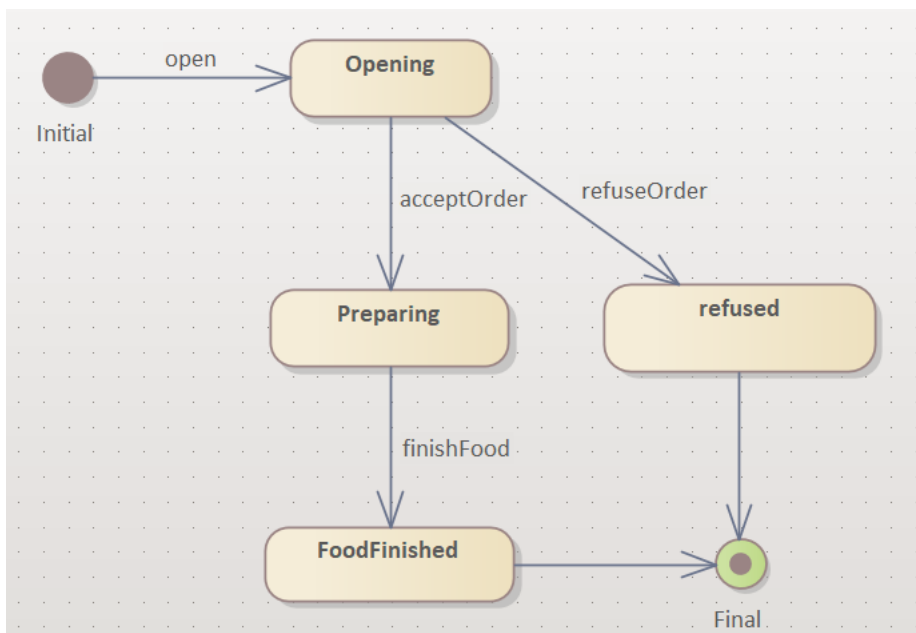 open
Opening
Initial
acceptOrder
refuseOrder
Preparing
refused
finishFood
FoodFinished
Final